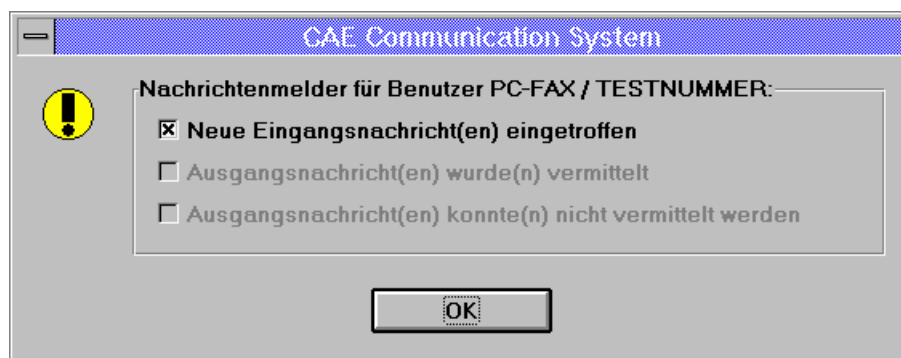 CAE Communication System
Nachrichtenmelder für Benutzer PC-FAX / TESTNUMMER:
Neue Eingangsnachricht(en) eingetroffen
Ausgangsnachricht(en) wurde(n) vermittelt
Ausgangsnachricht(en) konnte(n) nicht vermittelt werden
OK